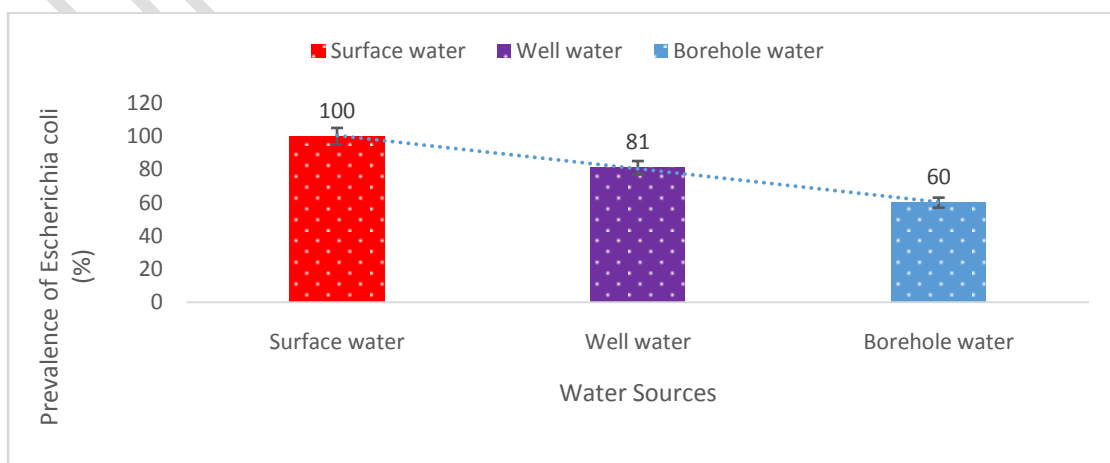 Surface water Well water Borehole water
Prevalence of Escherichia coli
(%)
120
100
80
60
40
20
0
100
81
60
Surface water Well water Borehole water
Water Sources